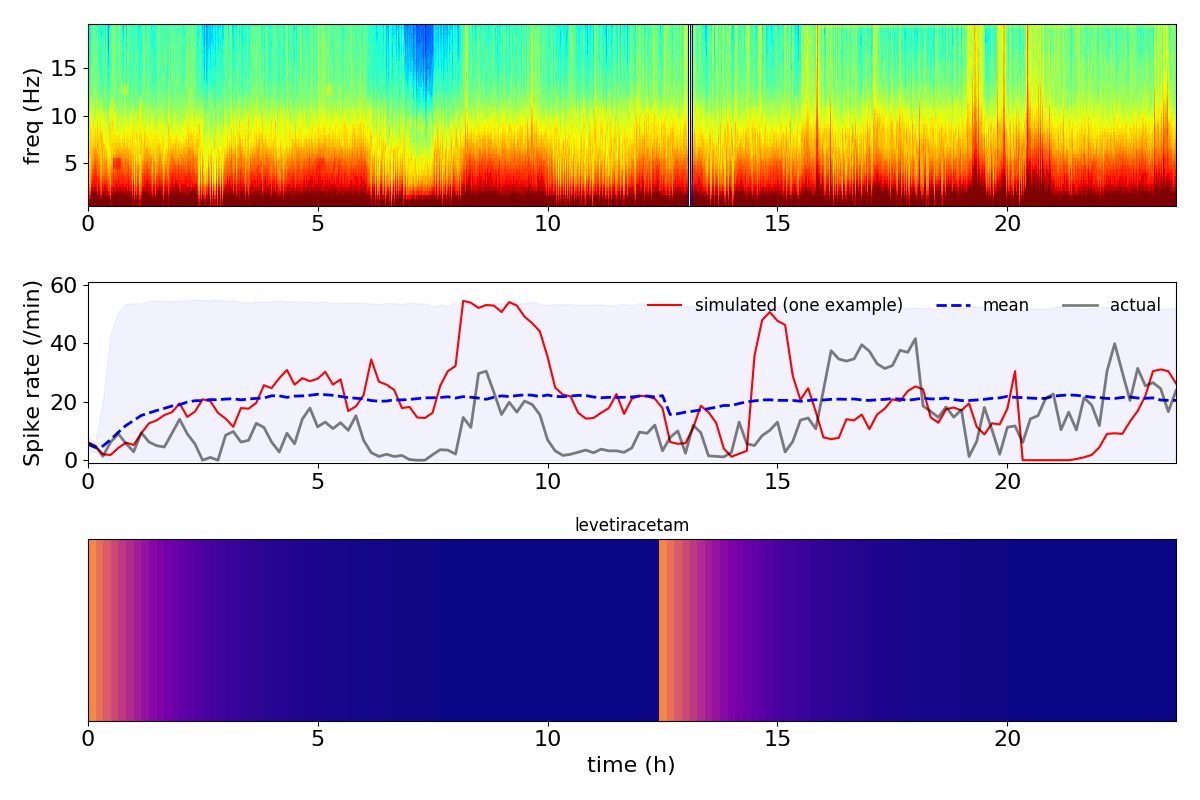 freq (Hz)
15
10
5
0 5 10 15 20
Spike rate (/min)
60
40
20
0
simulated (one example) mean actual
0 5 10 15 20
levetiracetam
0 5 10 15 20
time (h)